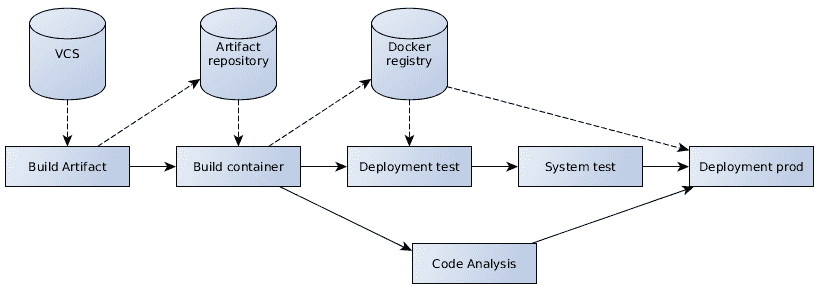 VCS
Artifact
repository
Docker
registry
Build Artifact
Build container
Deployment test
System test
Deployment prod
Code Analysis